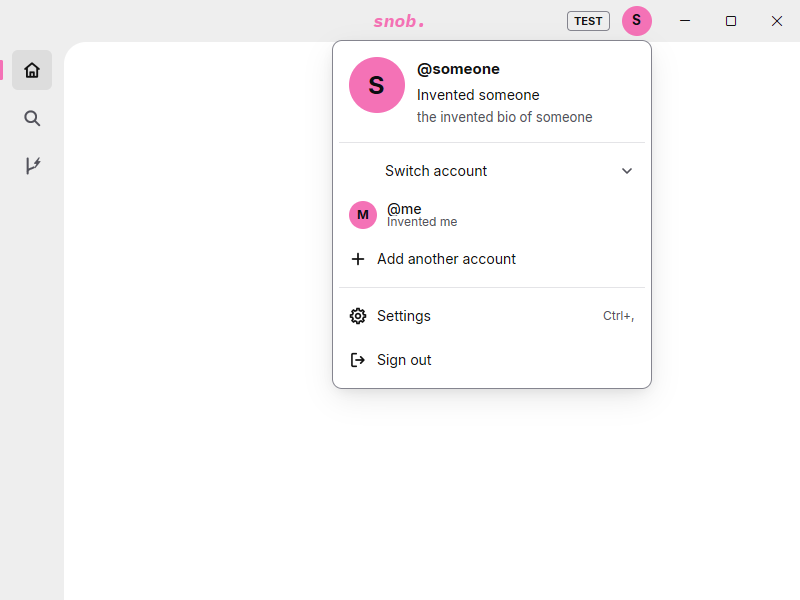 snob.
TEST
S
S
@someone
Invented someone
the invented bio of someone
Switch account
M
@me
Invented me
Add another account
Settings
Ctrl+,
Sign out